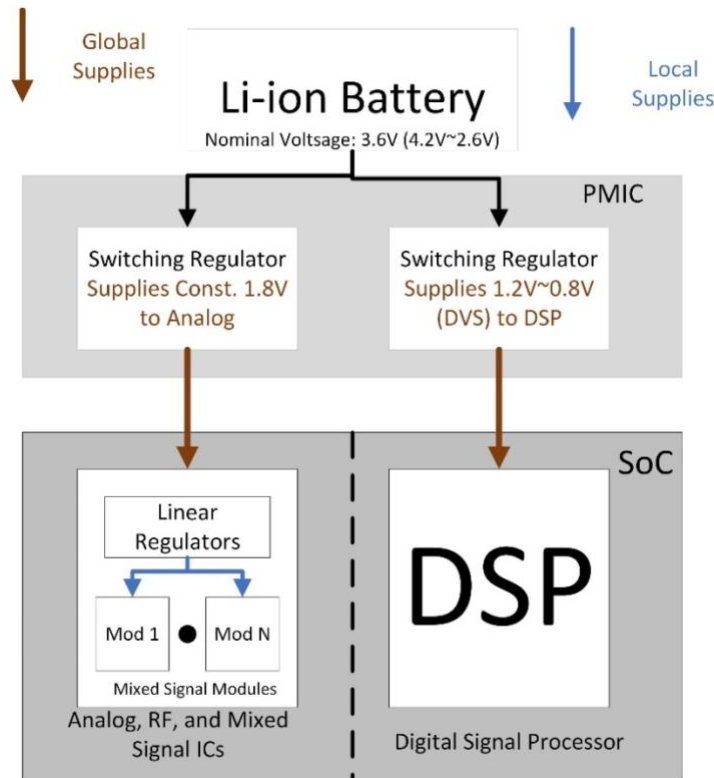 Global
Supplies
Li-ion Battery
Nominal Voltsage: 3.6V (4.2V~2.6V)
Local
Supplies
PMIC
Switching Regulator
Supplies Const. 1.8V
to Analog
Switching Regulator
Supplies 1.2V~0.8V
(DVS) to DSP
SoC
Linear
Regulators
Mod 1
Mod N
Mixed Signal Modules
Analog, RF, and Mixed
Signal ICs
DSP
Digital Signal Processor